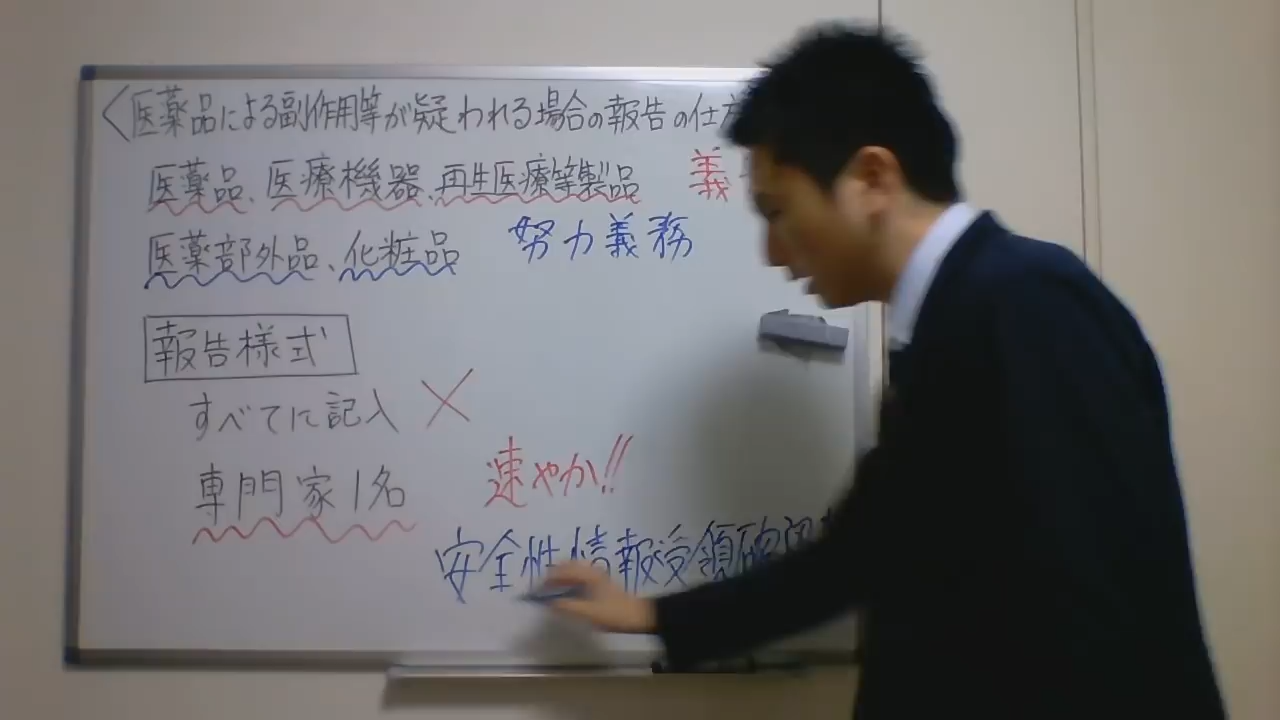 〈医薬品による副作用等が疑われる場合の報告の仕方
医薬品、医療機器、再生医療等製品 義
医薬部外品、化粧品 努力義務
報告様式
すべてに記入 ×
専門家1名 速やか!!
安全性情報受領確認